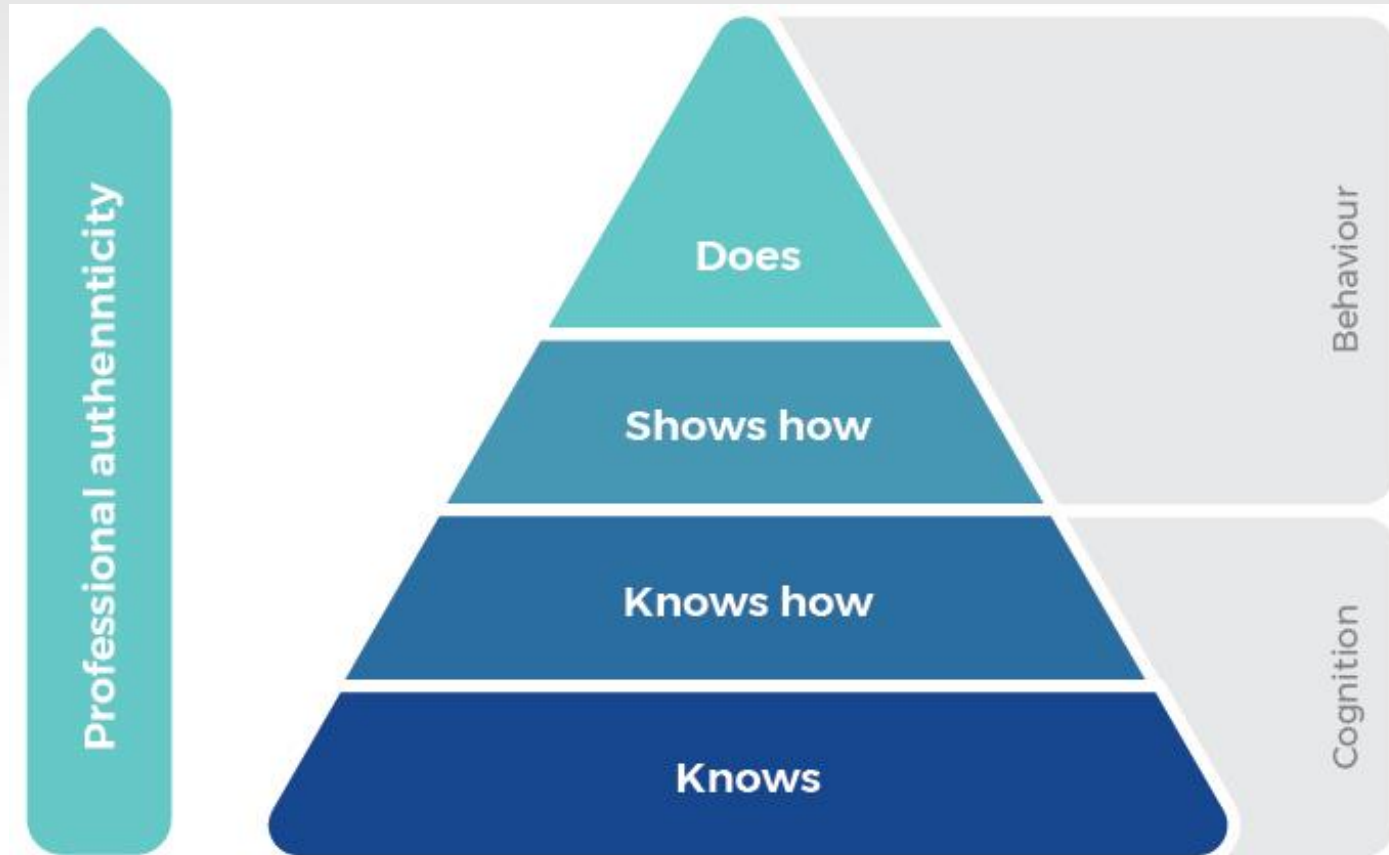 Professional authennticity
Does
Shows how
Knows how
Knows
Behaviour
Cognition